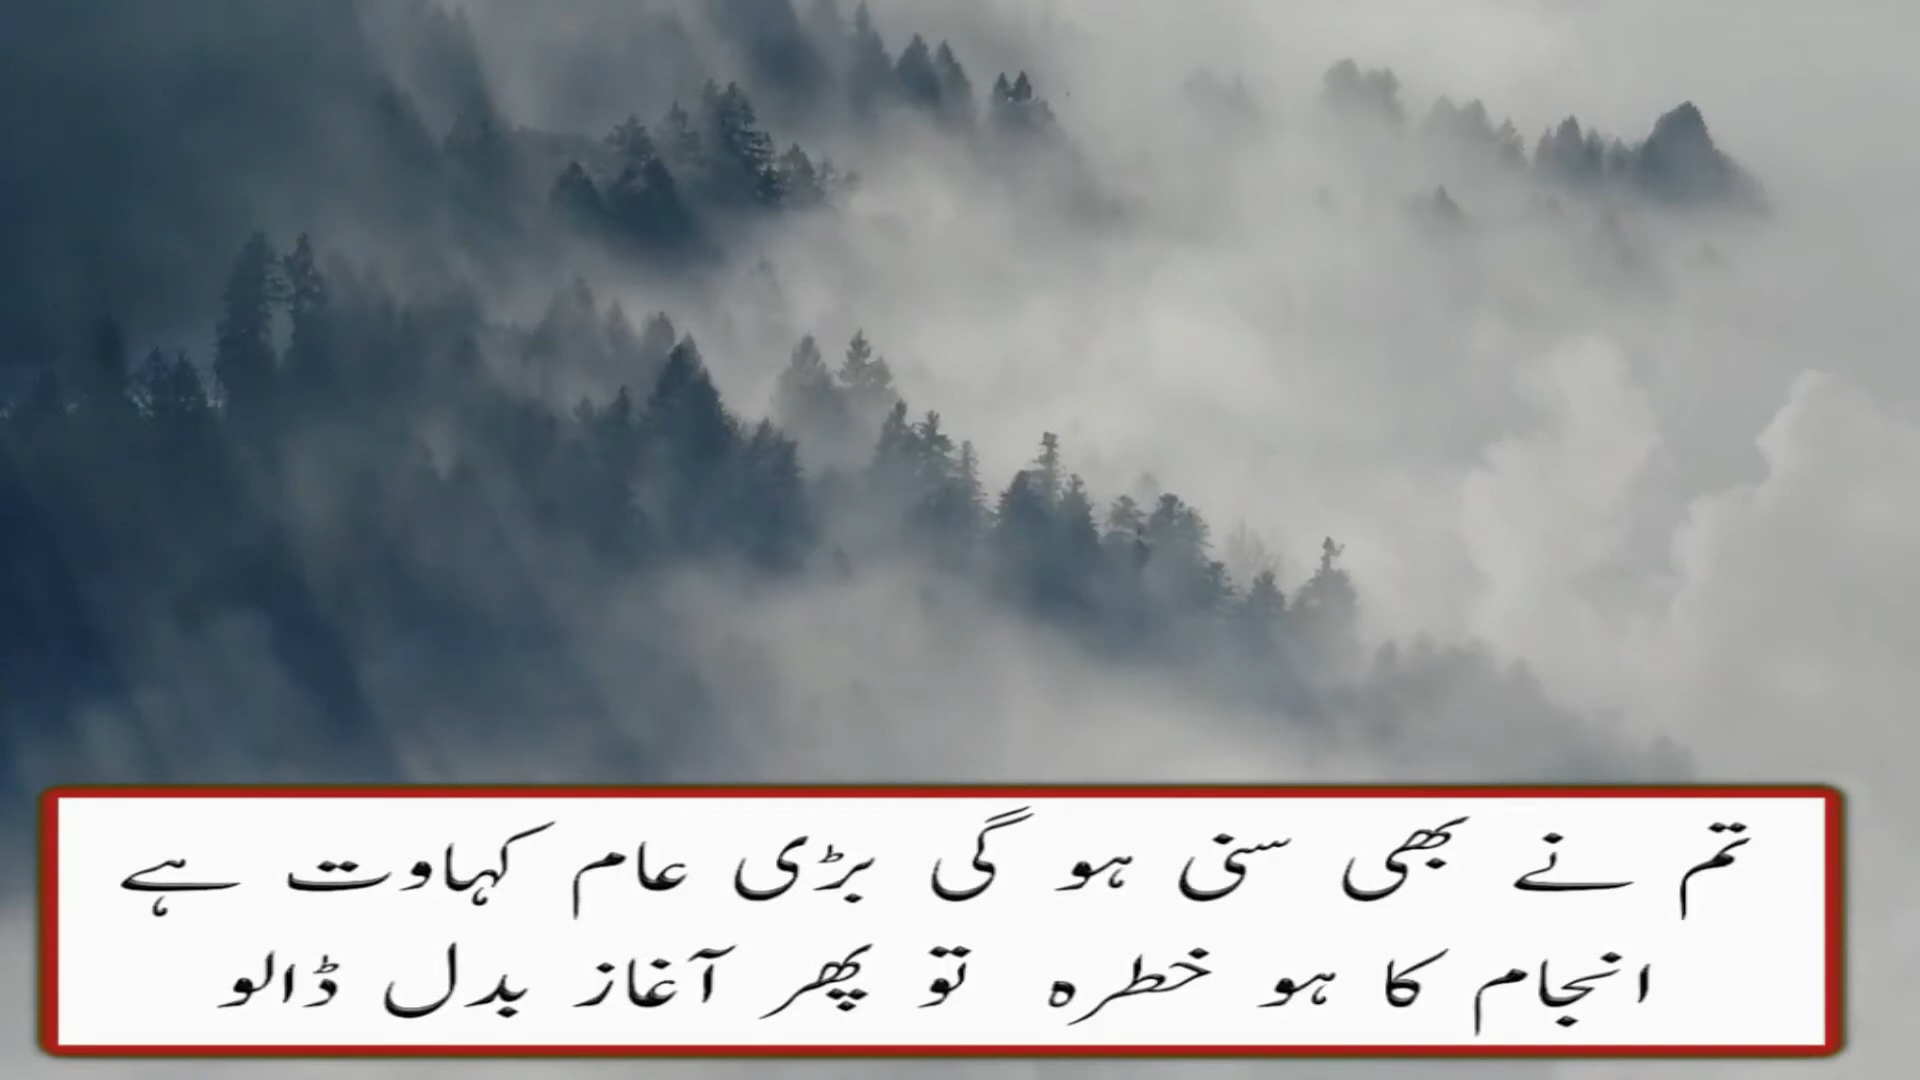 تم نے بھی سنی ہو گی بڑی عام کہاوت ہے
انجام کا ہو خطرہ تو پھر آغاز بدل ڈالو